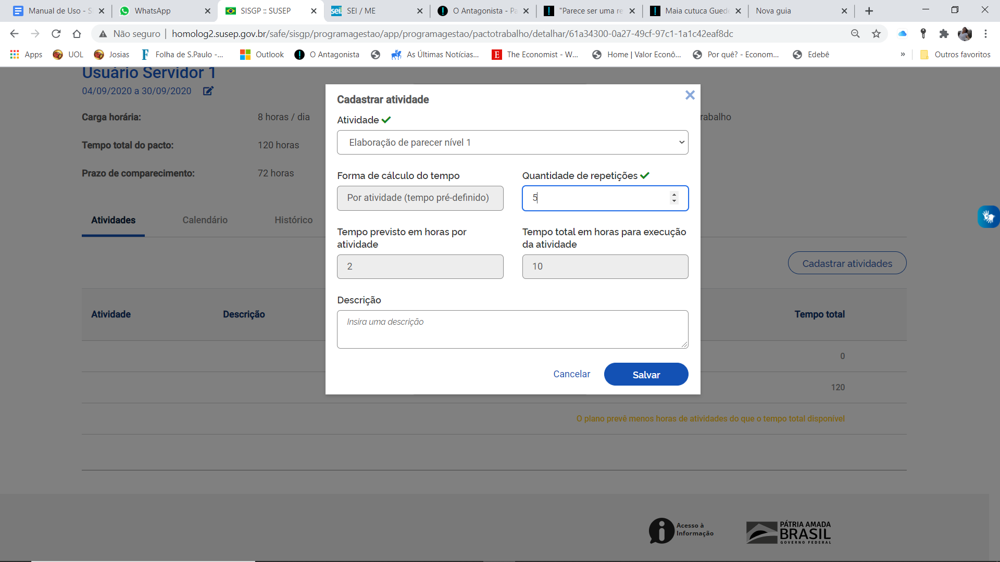 Manual de Uso - S
WhatsApp
SISGP :: SUSEP
SEI / ME
O Antagonista - Pa
"Parece ser uma re
Maia cutuca Guede
Nova guia
Não seguro | homolog2.susep.gov.br/safe/sisgp/programagestao/app/programagestao/pactotrabalho/detalhar/61a34300-0a27-49cf-97c1-1a1c42eaf8dc
Apps UOL Josias Folha de S.Paulo -... Outlook O Antagonista As Últimas Notícias... The Economist - W... Home | Valor Econô... Por quê? - Econom... Edebê » Outros favoritos
Usuário Servidor 1
04/09/2020 a 30/09/2020
Carga horária: 8 horas / dia
rabalho
Tempo total do pacto: 120 horas
Prazo de comparecimento: 72 horas
Atividades Calendário Histórico
Cadastrar atividades
Atividade Descrição Tempo total
0
120
O plano prevê menos horas de atividades do que o tempo total disponível
Cadastrar atividade
Atividade
Elaboração de parecer nível 1
Forma de cálculo do tempo
Por atividade (tempo pré-definido)
Quantidade de repetições
5
Tempo previsto em horas por
atividade
2
Tempo total em horas para execução
da atividade
10
Descrição
Insira uma descrição
Cancelar Salvar
Acesso à
Informação
PÁTRIA AMADA
BRASIL
GOVERNO FEDERAL